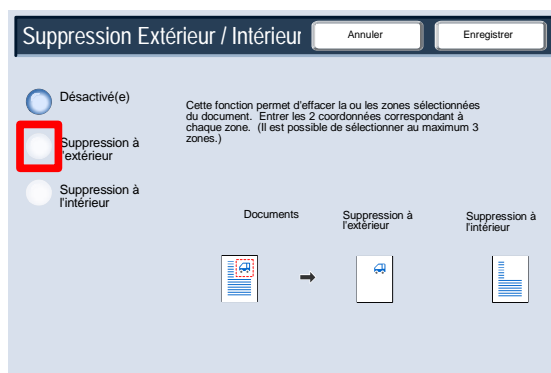 Suppression Extérieur / Intérieur
Annuler
Enregistrer
Désactivé(e)
Suppression à
l'extérieur
Suppression à
l'intérieur
Cette fonction permet d'effacer la ou les zones sélectionnées
du document. Entrer les 2 coordonnées correspondant à
chaque zone. (Il est possible de sélectionner au maximum 3
zones.)
Documents
Suppression à
l'extérieur
Suppression à
l'intérieur